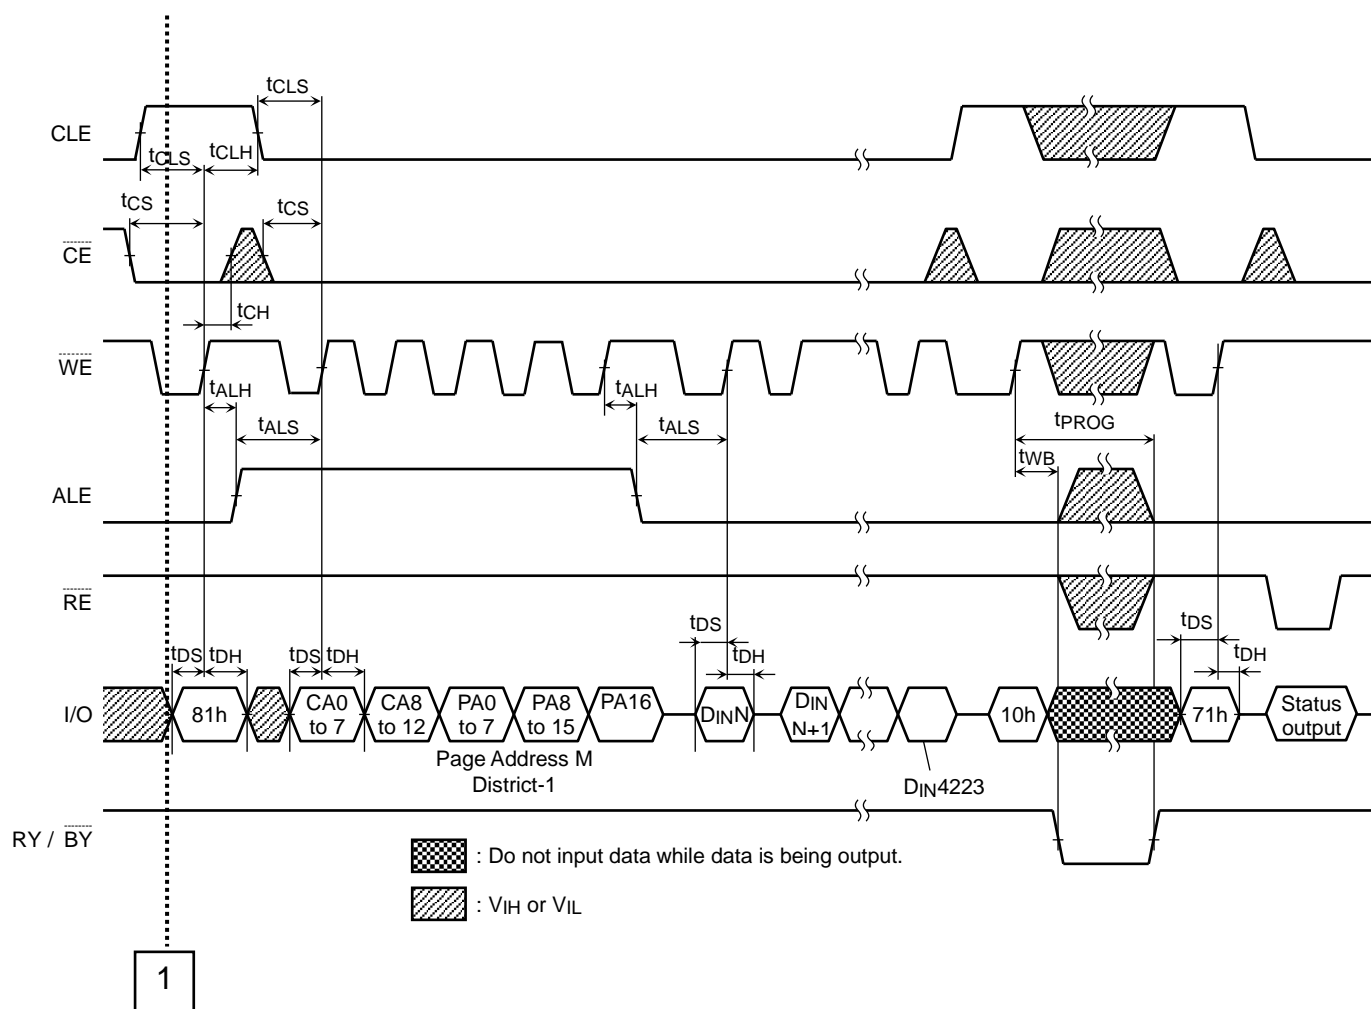 tCLS
CLE
tCLS
tCLH
tCS
tCS
CE
tCH
WE
tALH
tALH
tALS
tALS
tPROG
tWB
ALE
RE
tDS
tDS
tDH
tDH
tDS
tDH
tDS
tDH
I/O
81h
CA0 to 7
CA8 to 12
PA0 to 7
PA8 to 15
PA16
DINN
DIN N+1
10h
71h
Status output
Page Address M
District-1
DIN4223
RY / BY
: Do not input data while data is being output.
: VIH or VIL
1